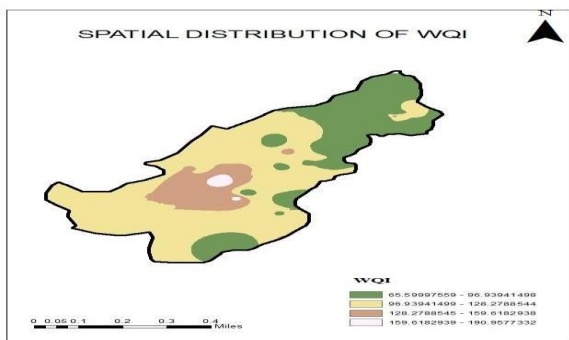 N
SPATIAL DISTRIBUTION OF WQI
WQI
65.59997559 - 96.93941498
96.93941499 - 128.2788544
128.2788545 - 159.6182938
159.6182939 - 190.9577332
0 0.05 0.1 0.2 0.3 0.4
Miles